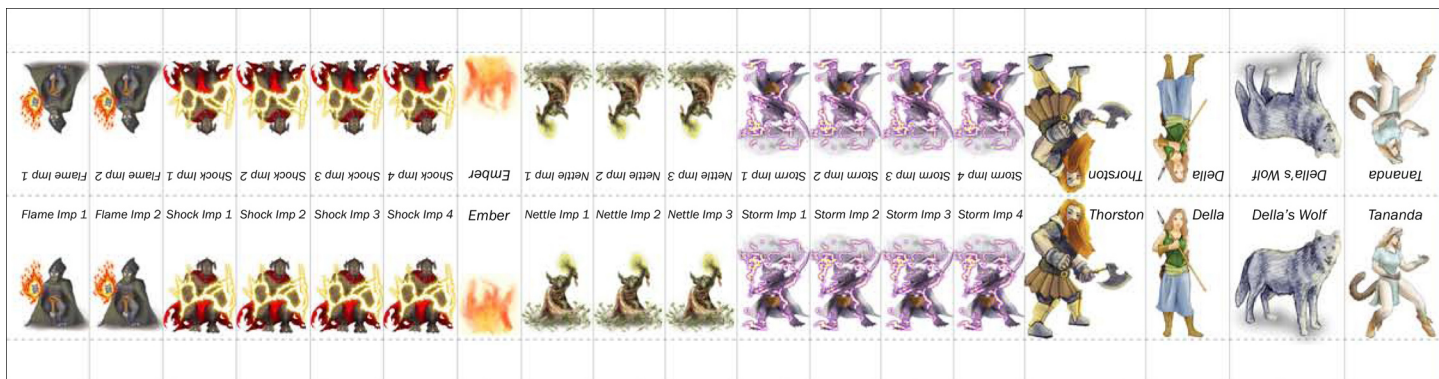 Flame Imp 1 Flame Imp 2 Shock Imp 1 Shock Imp 2 Shock Imp 3 Shock Imp 4 Ember Nettle Imp 1 Nettle Imp 2 Nettle Imp 3 Storm Imp 1 Storm Imp 2 Storm Imp 3 Storm Imp 4 Thorston Della Della's Wolf Tananda
Flame Imp 1 Flame Imp 2 Shock Imp 1 Shock Imp 2 Shock Imp 3 Shock Imp 4 Ember Nettle Imp 1 Nettle Imp 2 Nettle Imp 3 Storm Imp 1 Storm Imp 2 Storm Imp 3 Storm Imp 4 Thorston Della Della's Wolf Tananda